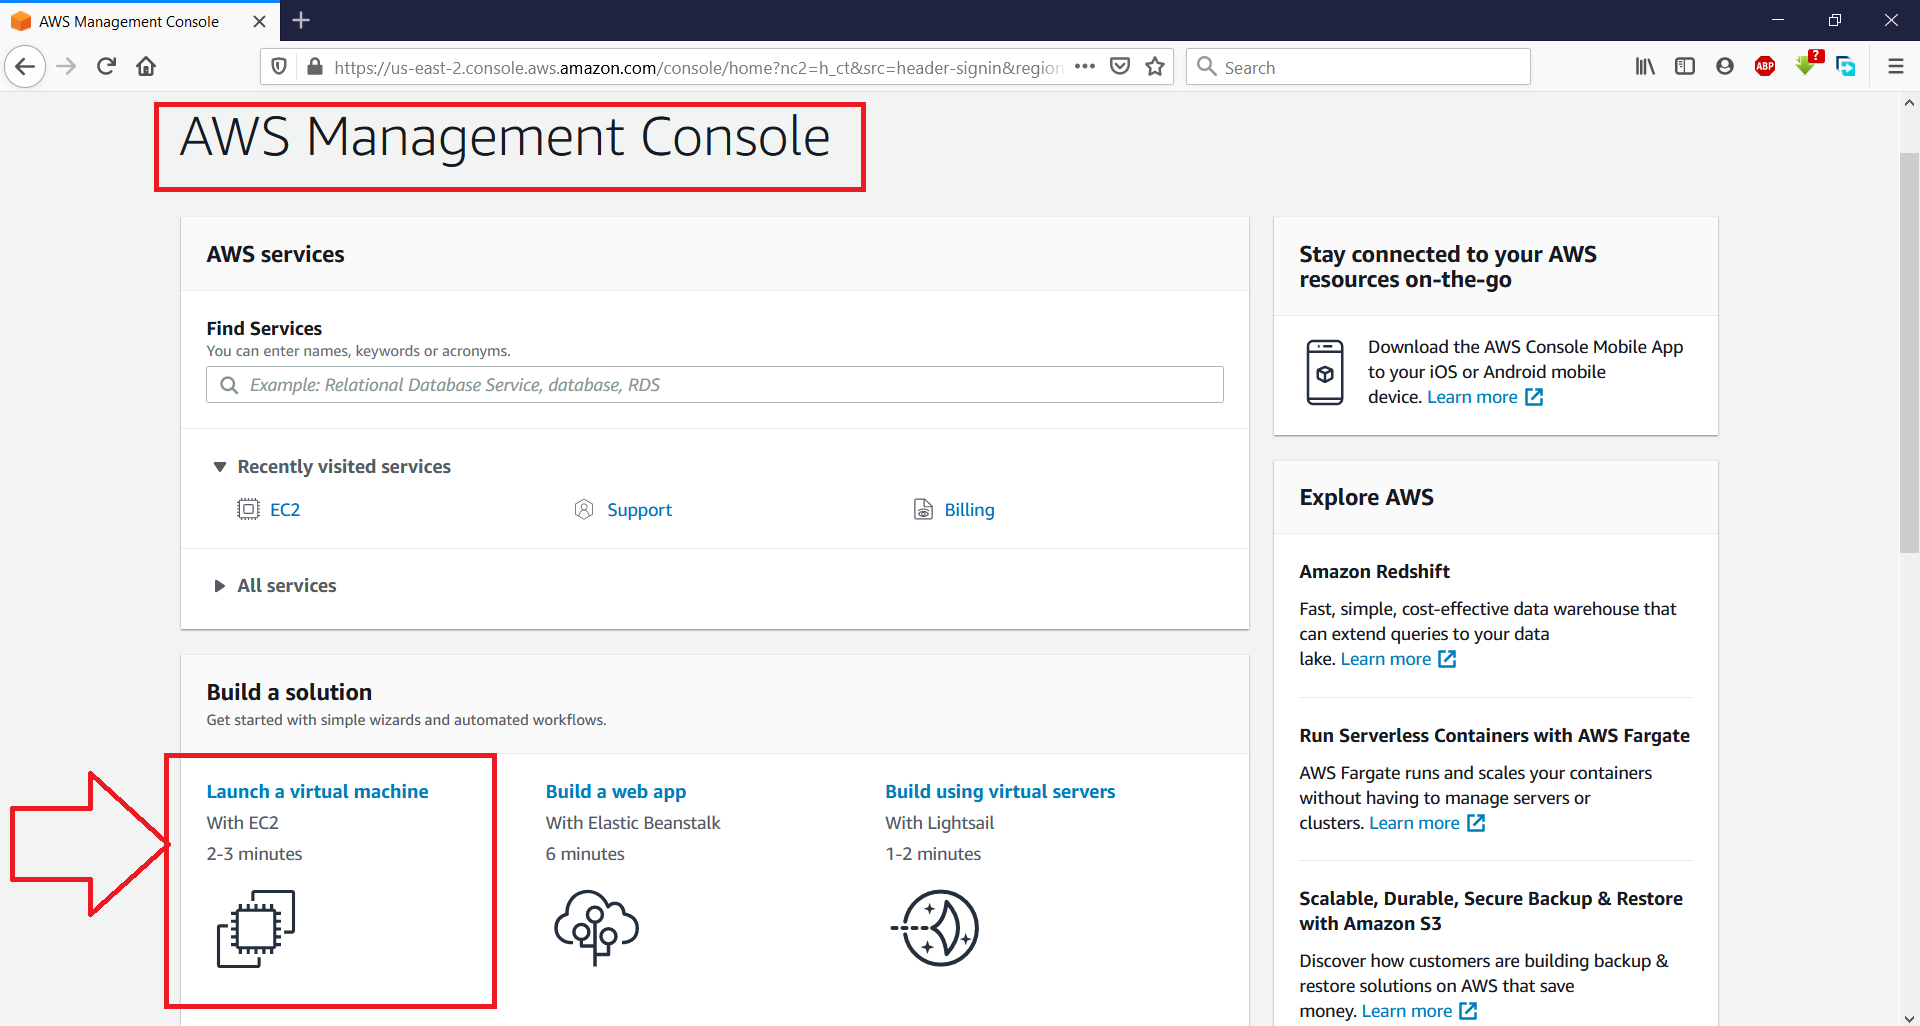 AWS Management Console
https://us-east-2.console.aws.amazon.com/console/home?nc2=h_ct&src=header-signin&region
Search
ABP
?
AWS Management Console
AWS services
Find Services
You can enter names, keywords or acronyms.
Example: Relational Database Service, database, RDS
Recently visited services
EC2
Support
Billing
All services
Build a solution
Get started with simple wizards and automated workflows.
Launch a virtual machine
With EC2
2-3 minutes
Build a web app
With Elastic Beanstalk
6 minutes
Build using virtual servers
With Lightsail
1-2 minutes
Stay connected to your AWS
resources on-the-go
Download the AWS Console Mobile App
to your iOS or Android mobile
device. Learn more
Explore AWS
Amazon Redshift
Fast, simple, cost-effective data warehouse that
can extend queries to your data
lake. Learn more
Run Serverless Containers with AWS Fargate
AWS Fargate runs and scales your containers
without having to manage servers or
clusters. Learn more
Scalable, Durable, Secure Backup & Restore
with Amazon S3
Discover how customers are building backup &
restore solutions on AWS that save
money. Learn more